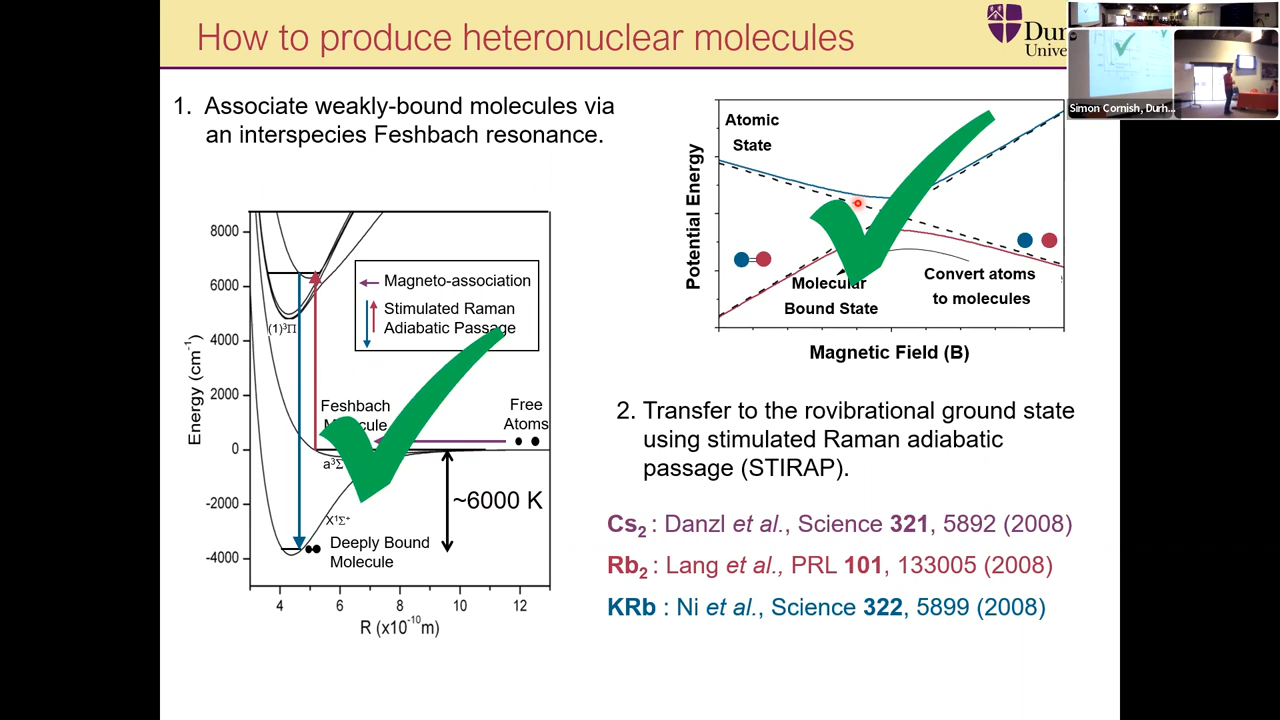 How to produce heteronuclear molecules
Dur
Unive
Simon Cornish, Durh...
1. Associate weakly-bound molecules via
an interspecies Feshbach resonance.
Atomic
State
Potential Energy
Molecular
Bound State
Convert atoms
to molecules
Magnetic Field (B)
8000
6000
4000
2000
0
-2000
-4000
Energy (cm⁻¹)
Magneto-association
Stimulated Raman
Adiabatic Passage
(1)³Π
Feshbach
Free
Atoms
a³Σ
~6000 K
X¹Σ⁺
Deeply Bound
Molecule
4
6
8
10
12
R (x10⁻¹⁰m)
2. Transfer to the rovibrational ground state
using stimulated Raman adiabatic
passage (STIRAP).
Cs₂ : Danzl et al., Science 321, 5892 (2008)
Rb₂ : Lang et al., PRL 101, 133005 (2008)
KRb : Ni et al., Science 322, 5899 (2008)